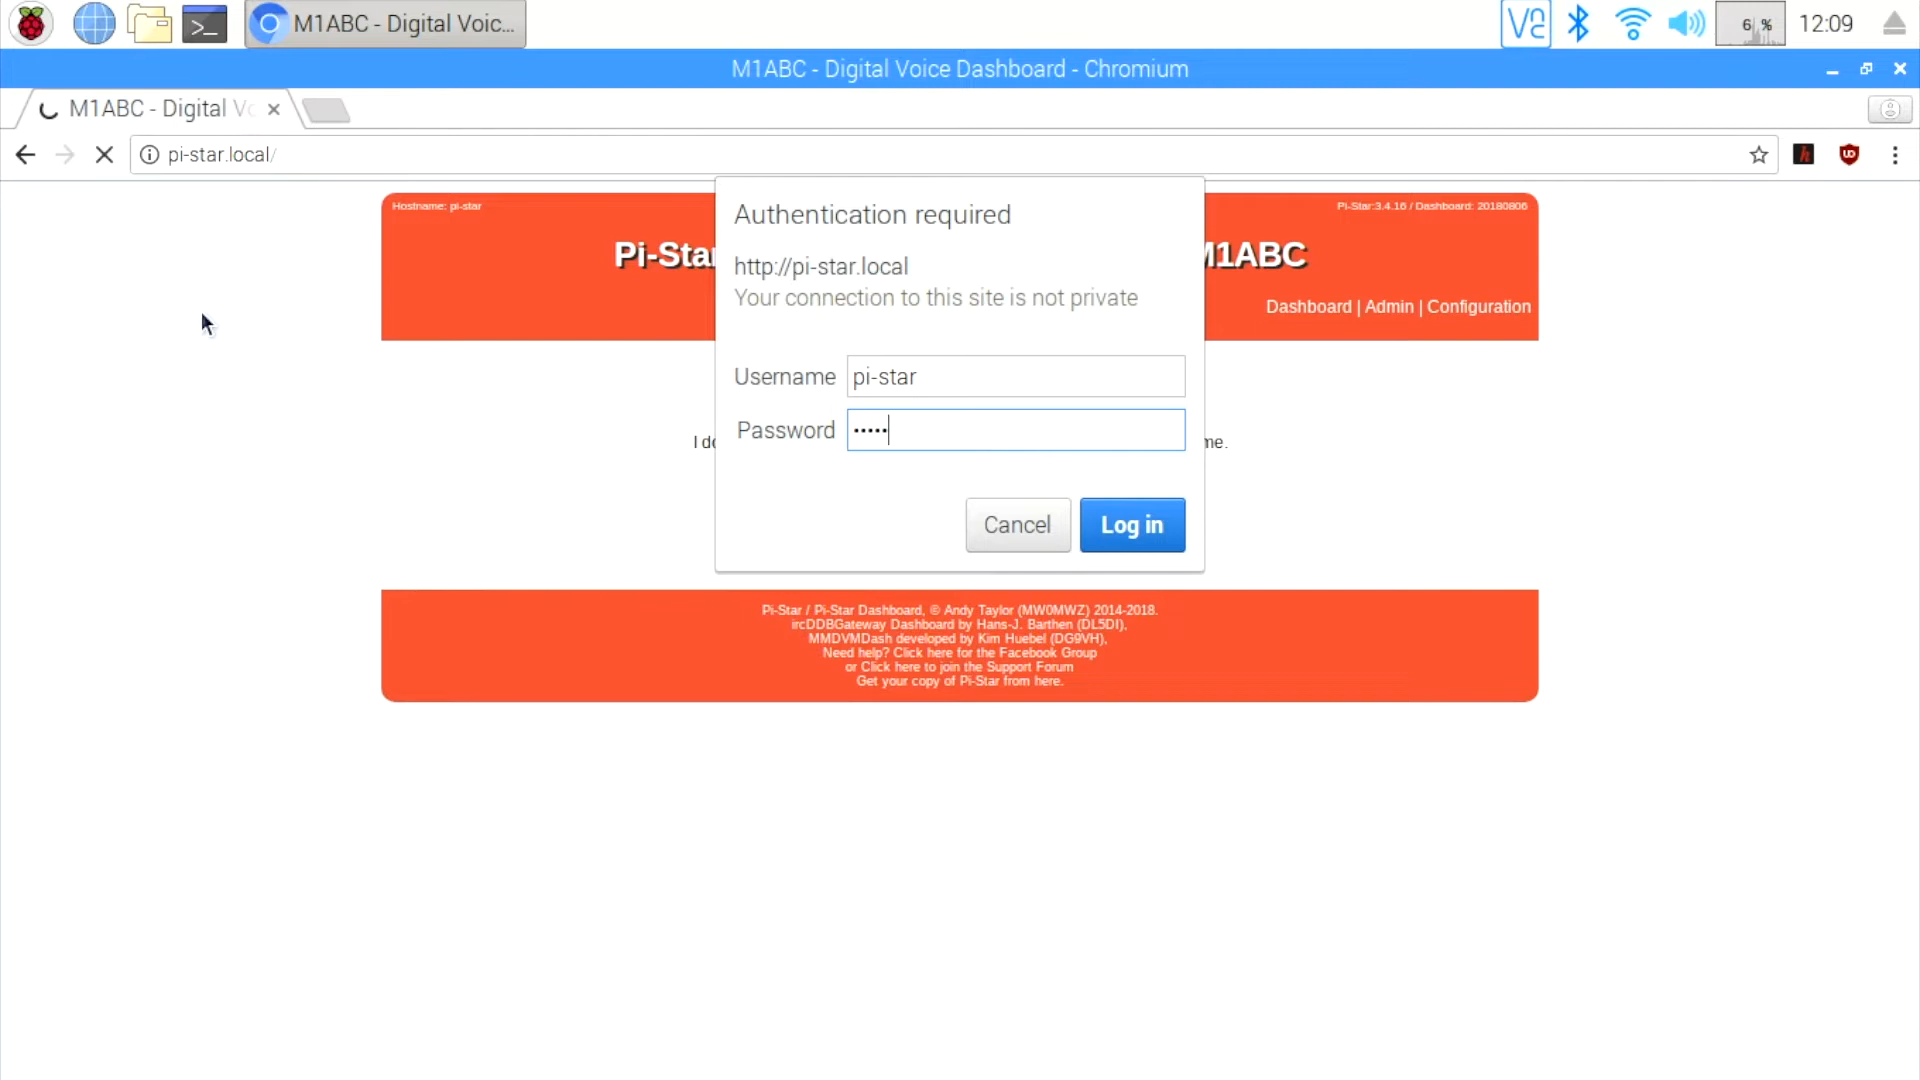 M1ABC - Digital Voic...
6 %
12:09
M1ABC - Digital Voice Dashboard - Chromium
M1ABC - Digital Vo
pi-star.local/
Hostname: pi-star
Pi-Star:3.4.16 / Dashboard: 20180806
Pi-Star
M1ABC
Dashboard | Admin | Configuration
Authentication required
http://pi-star.local
Your connection to this site is not private
Username pi-star
Password •••••
I do
me.
Cancel Log in
Pi-Star / Pi-Star Dashboard, © Andy Taylor (MW0MWZ) 2014-2018.
ircDDBGateway Dashboard by Hans-J. Barthen (DL5DI),
MMDVMDash developed by Kim Huebel (DG9VH),
Need help? Click here for the Facebook Group
or Click here to join the Support Forum
Get your copy of Pi-Star from here.